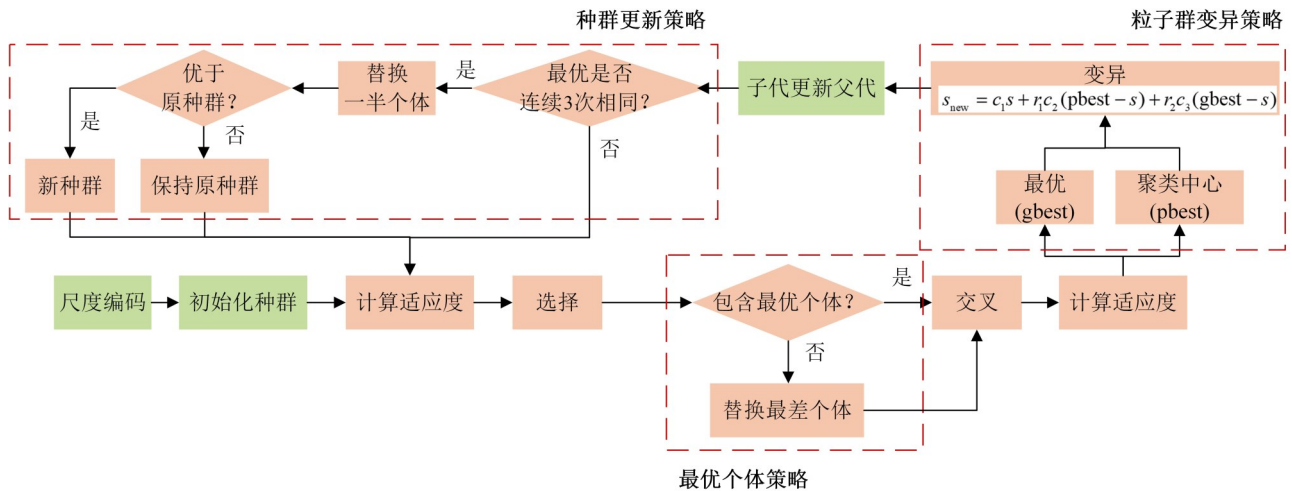 种群更新策略
粒子群变异策略
优于
原种群?
替换
一半个体
是
最优是否
连续3次相同?
子代更新父代
变异
s_new = c₁s + r₁c₂(pbest − s) + r₂c₃(gbest − s)
是
否
否
新种群
保持原种群
最优
(gbest)
聚类中心
(pbest)
尺度编码
初始化种群
计算适应度
选择
包含最优个体?
是
交叉
计算适应度
否
替换最差个体
最优个体策略